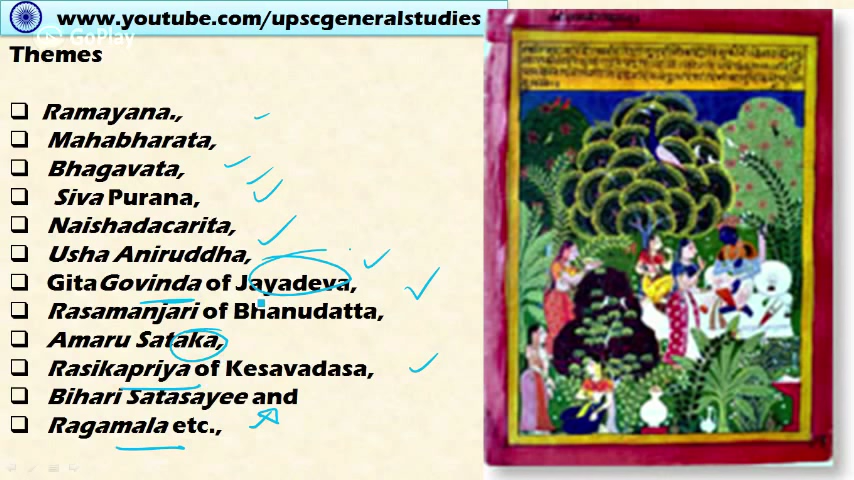 www.youtube.com/upscgeneralstudies
GoPlay
Themes
Ramayana.,
Mahabharata,
Bhagavata,
Siva Purana,
Naishadacarita,
Usha Aniruddha,
Gita Govinda of Jayadeva,
Rasamanjari of Bhanudatta,
Amaru Sataka,
Rasikapriya of Kesavadasa,
Bihari Satasayee and
Ragamala etc.,